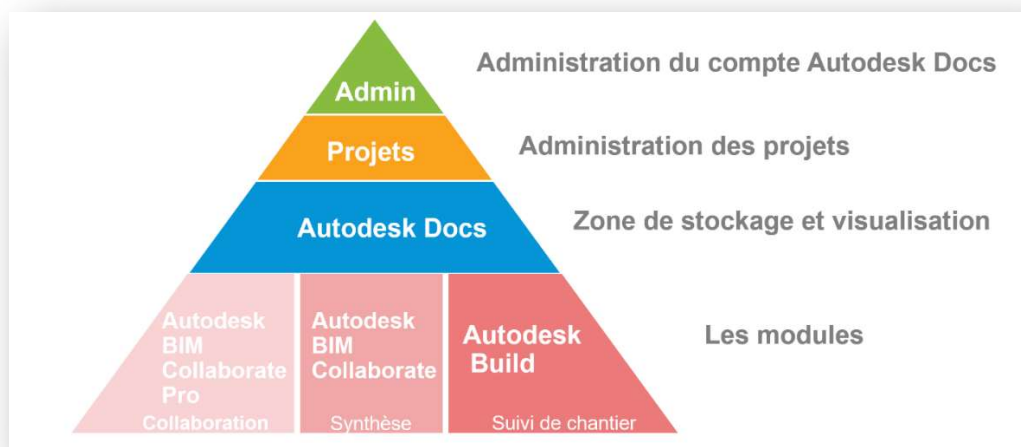 Admin
Administration du compte Autodesk Docs
Projets
Administration des projets
Autodesk Docs
Zone de stockage et visualisation
Autodesk
BIM
Collaborate
Pro
Collaboration
Autodesk
BIM
Collaborate
Synthèse
Autodesk
Build
Suivi de chantier
Les modules